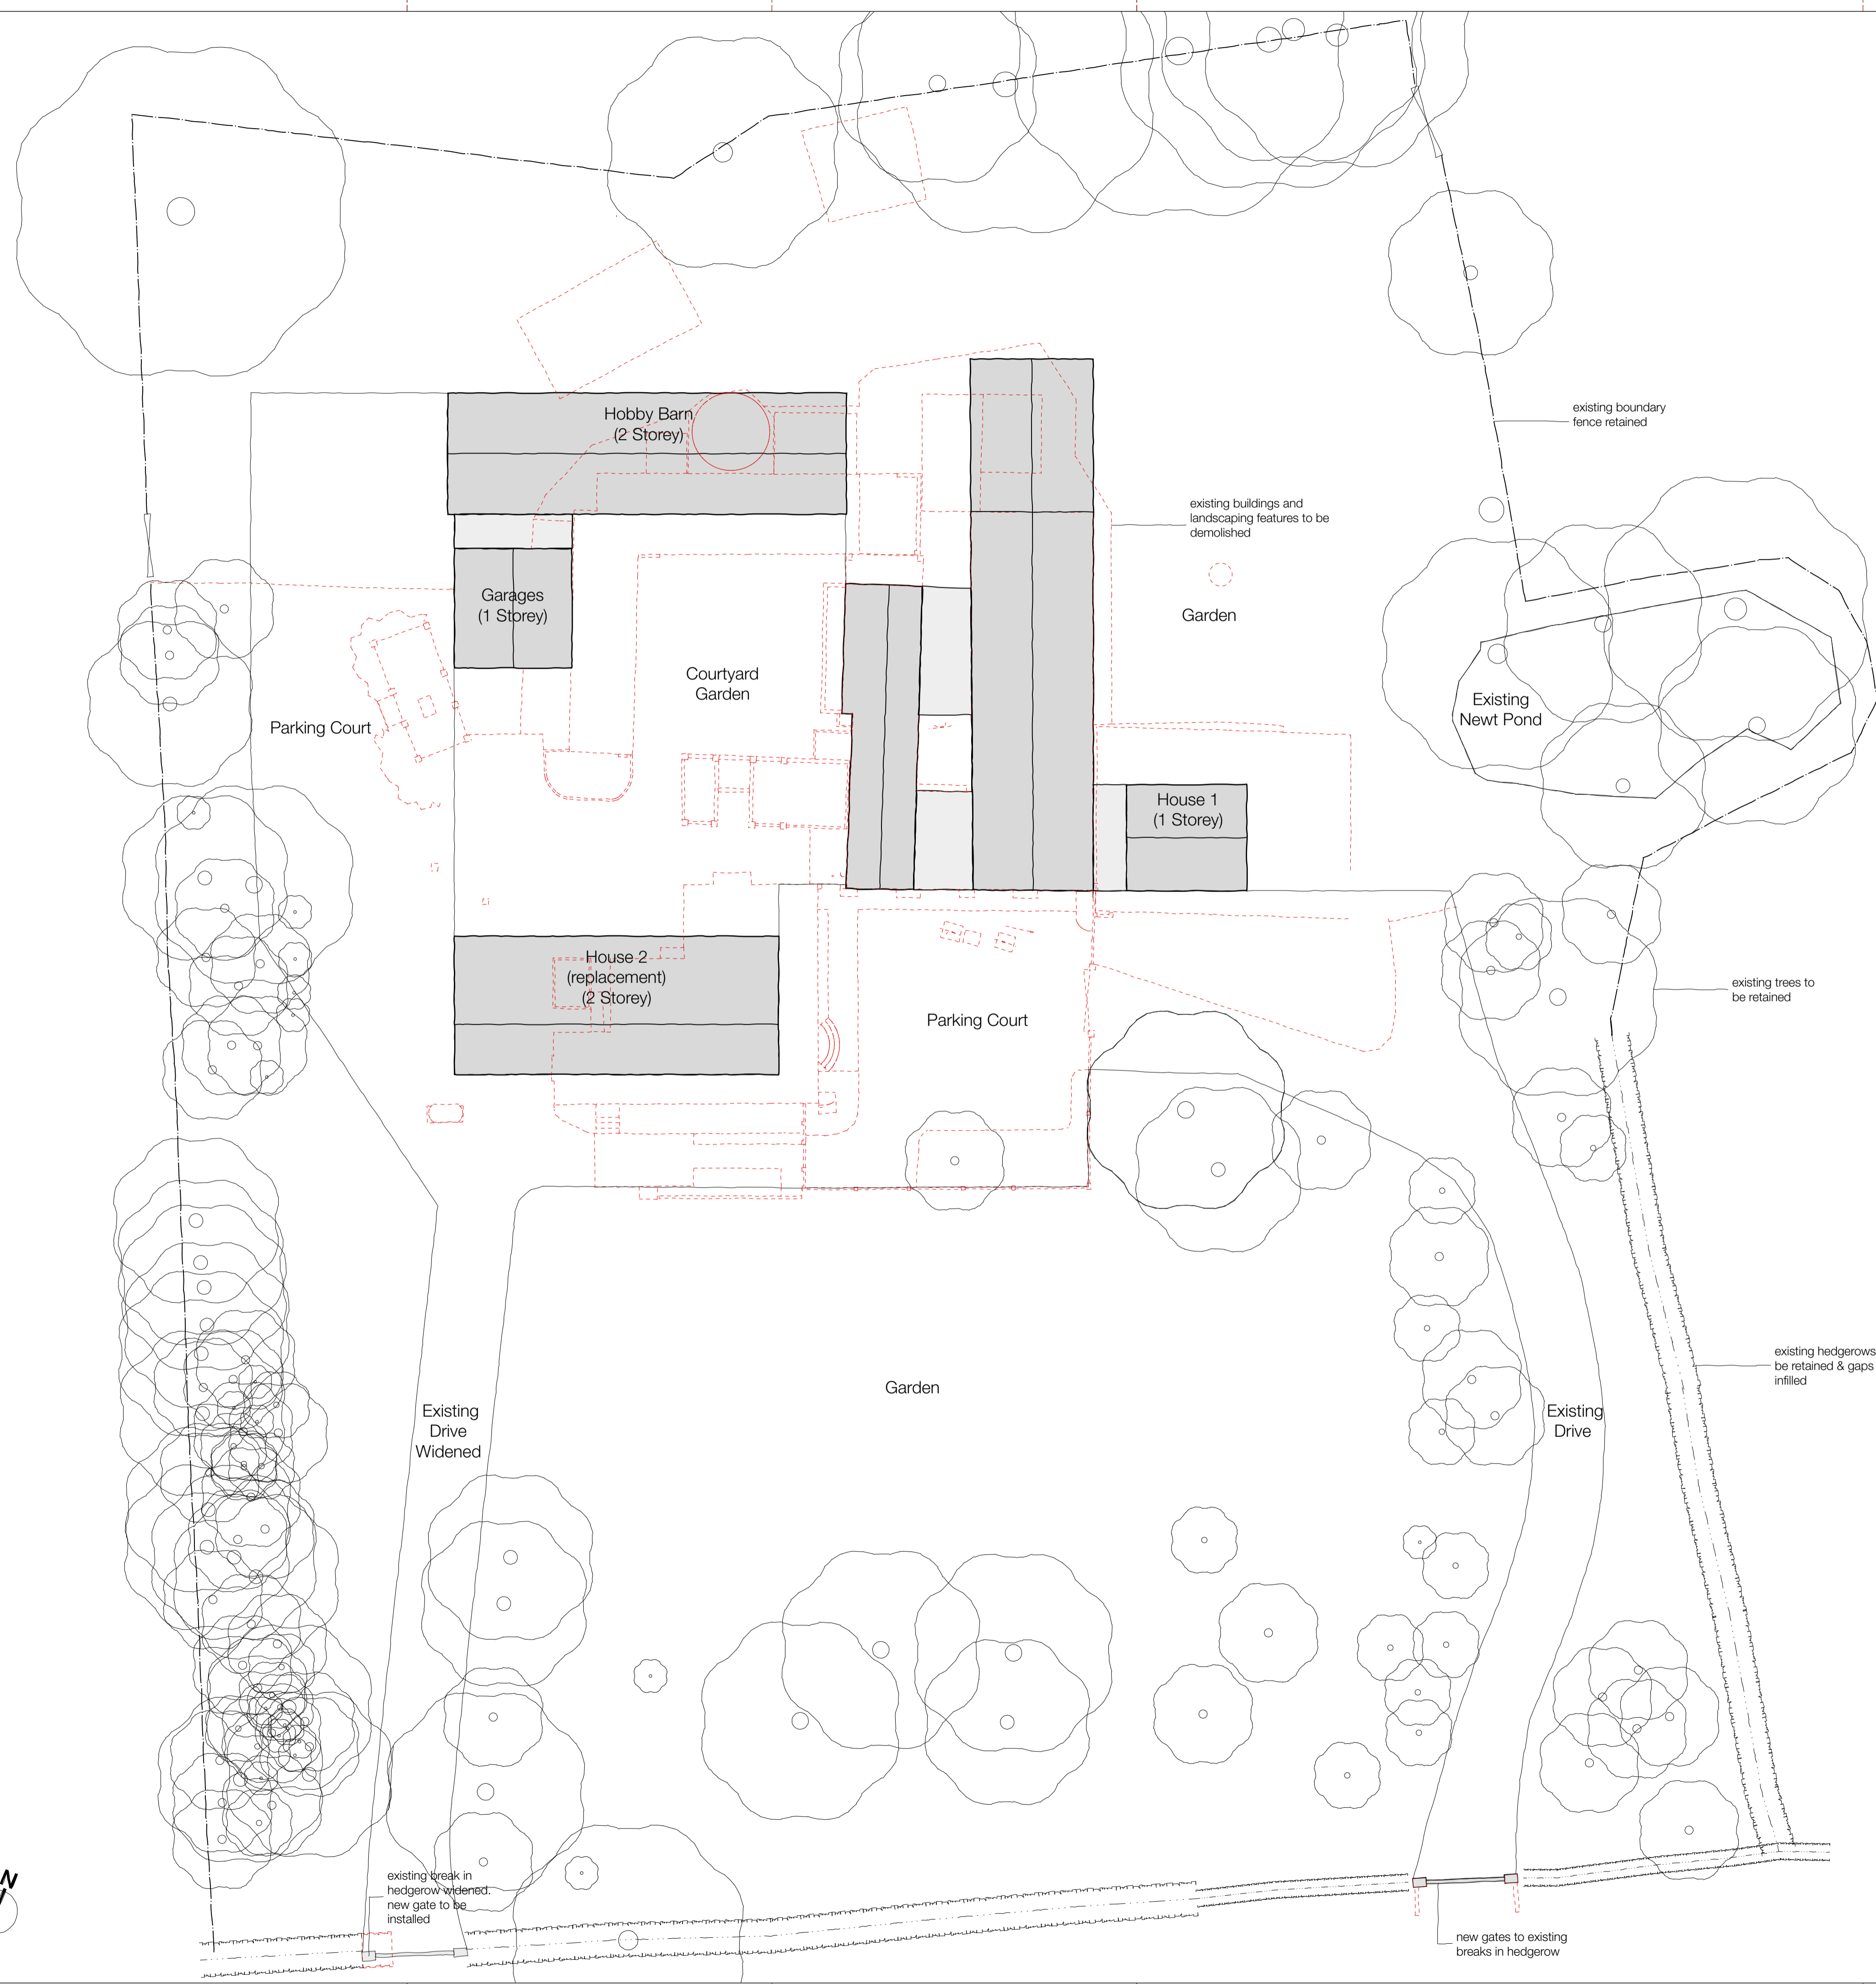 Hobby Barn
(2 Storey)
existing boundary
fence retained
existing buildings and
landscaping features to be
demolished
Garages
(1 Storey)
Garden
Courtyard
Garden
Existing
Newt Pond
Parking Court
House 1
(1 Storey)
House 2
(replacement)
(2 Storey)
existing trees to
be retained
Parking Court
existing hedgerows
be retained & gaps
infilled
Garden
Existing
Drive
Widened
Existing
Drive
N
existing break in
hedgerow widened.
new gate to be
installed
new gates to existing
breaks in hedgerow